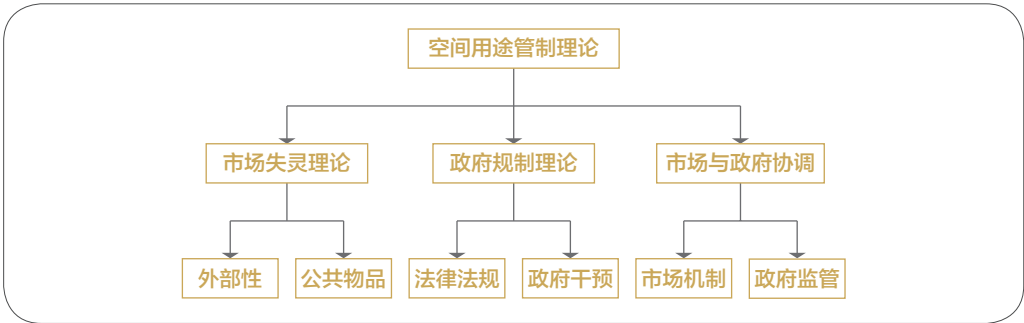 空间用途管制理论
市场失灵理论
政府规制理论
市场与政府协调
外部性
公共物品
法律法规
政府干预
市场机制
政府监管